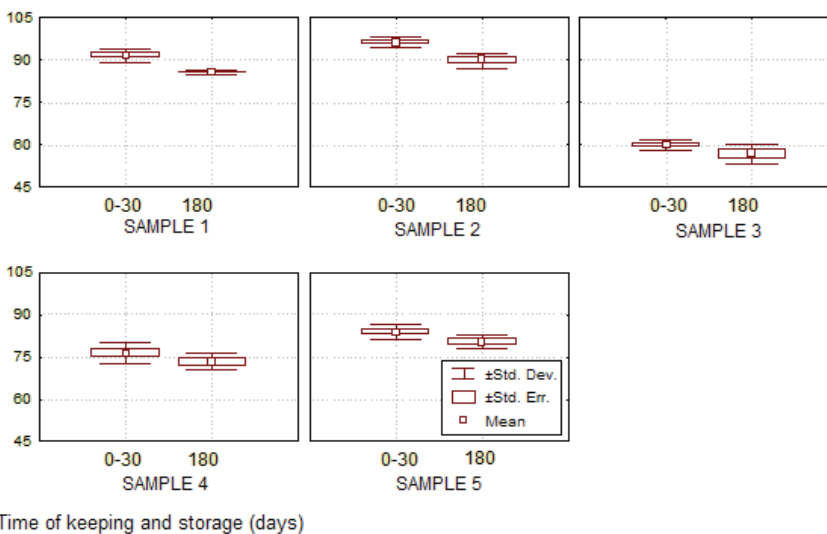 105
90
75
60
45
0-30 180
SAMPLE 1
0-30 180
SAMPLE 2
0-30 180
SAMPLE 3
105
90
75
60
45
0-30 180
SAMPLE 4
±Std. Dev.
±Std. Err.
Mean
0-30 180
SAMPLE 5
Time of keeping and storage (days)